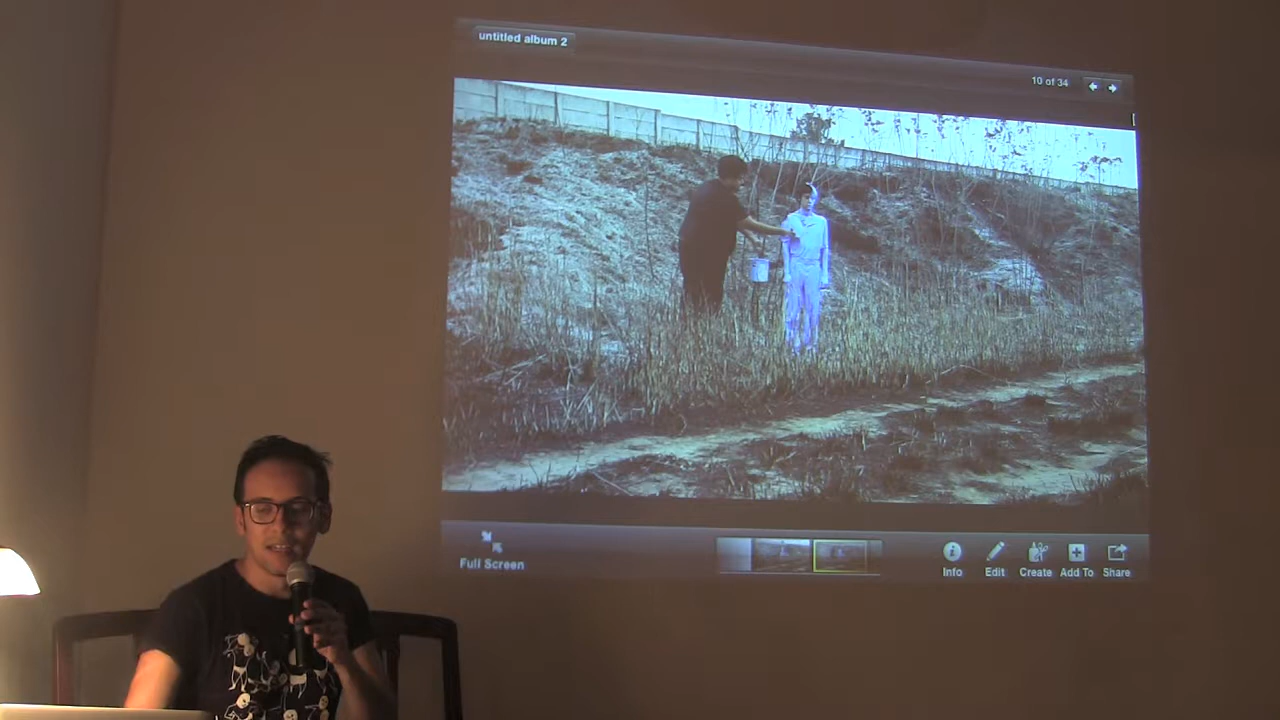 untitled album 2
10 of 34
Full Screen
Info
Edit
Create
Add To
Share